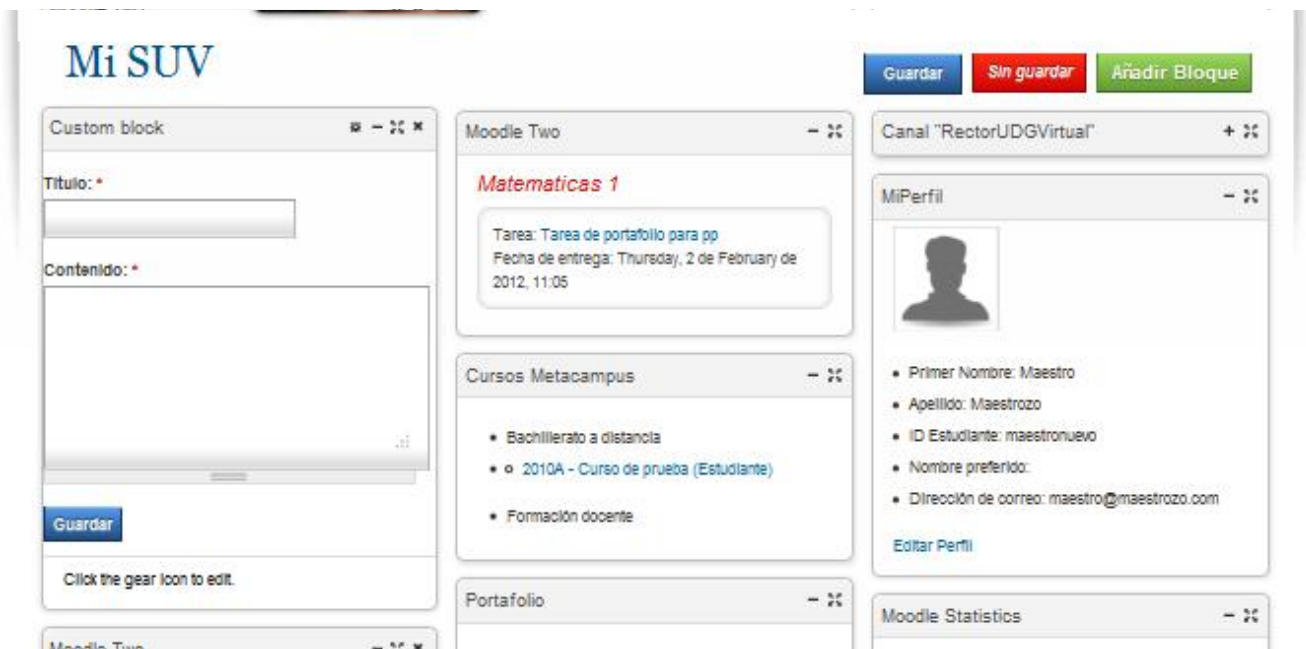 Mi SUV
Guardar
Sin guardar
Añadir Bloque
Custom block
Título: *
Contenido: *
Guardar
Click the gear icon to edit.
Moodle Two
Moodle Two
Matematicas 1
Tarea: Tarea de portafolio para pp
Fecha de entrega: Thursday, 2 de February de
2012, 11:05
Cursos Metacampus
Bachillerato a distancia
2010A - Curso de prueba (Estudiante)
Formación docente
Portafolio
Canal "RectorUDGVirtual"
MiPerfil
Primer Nombre: Maestro
Apellido: Maestrozo
ID Estudiante: maestronuevo
Nombre preferido:
Dirección de correo: maestro@maestrozo.com
Editar Perfil
Moodle Statistics